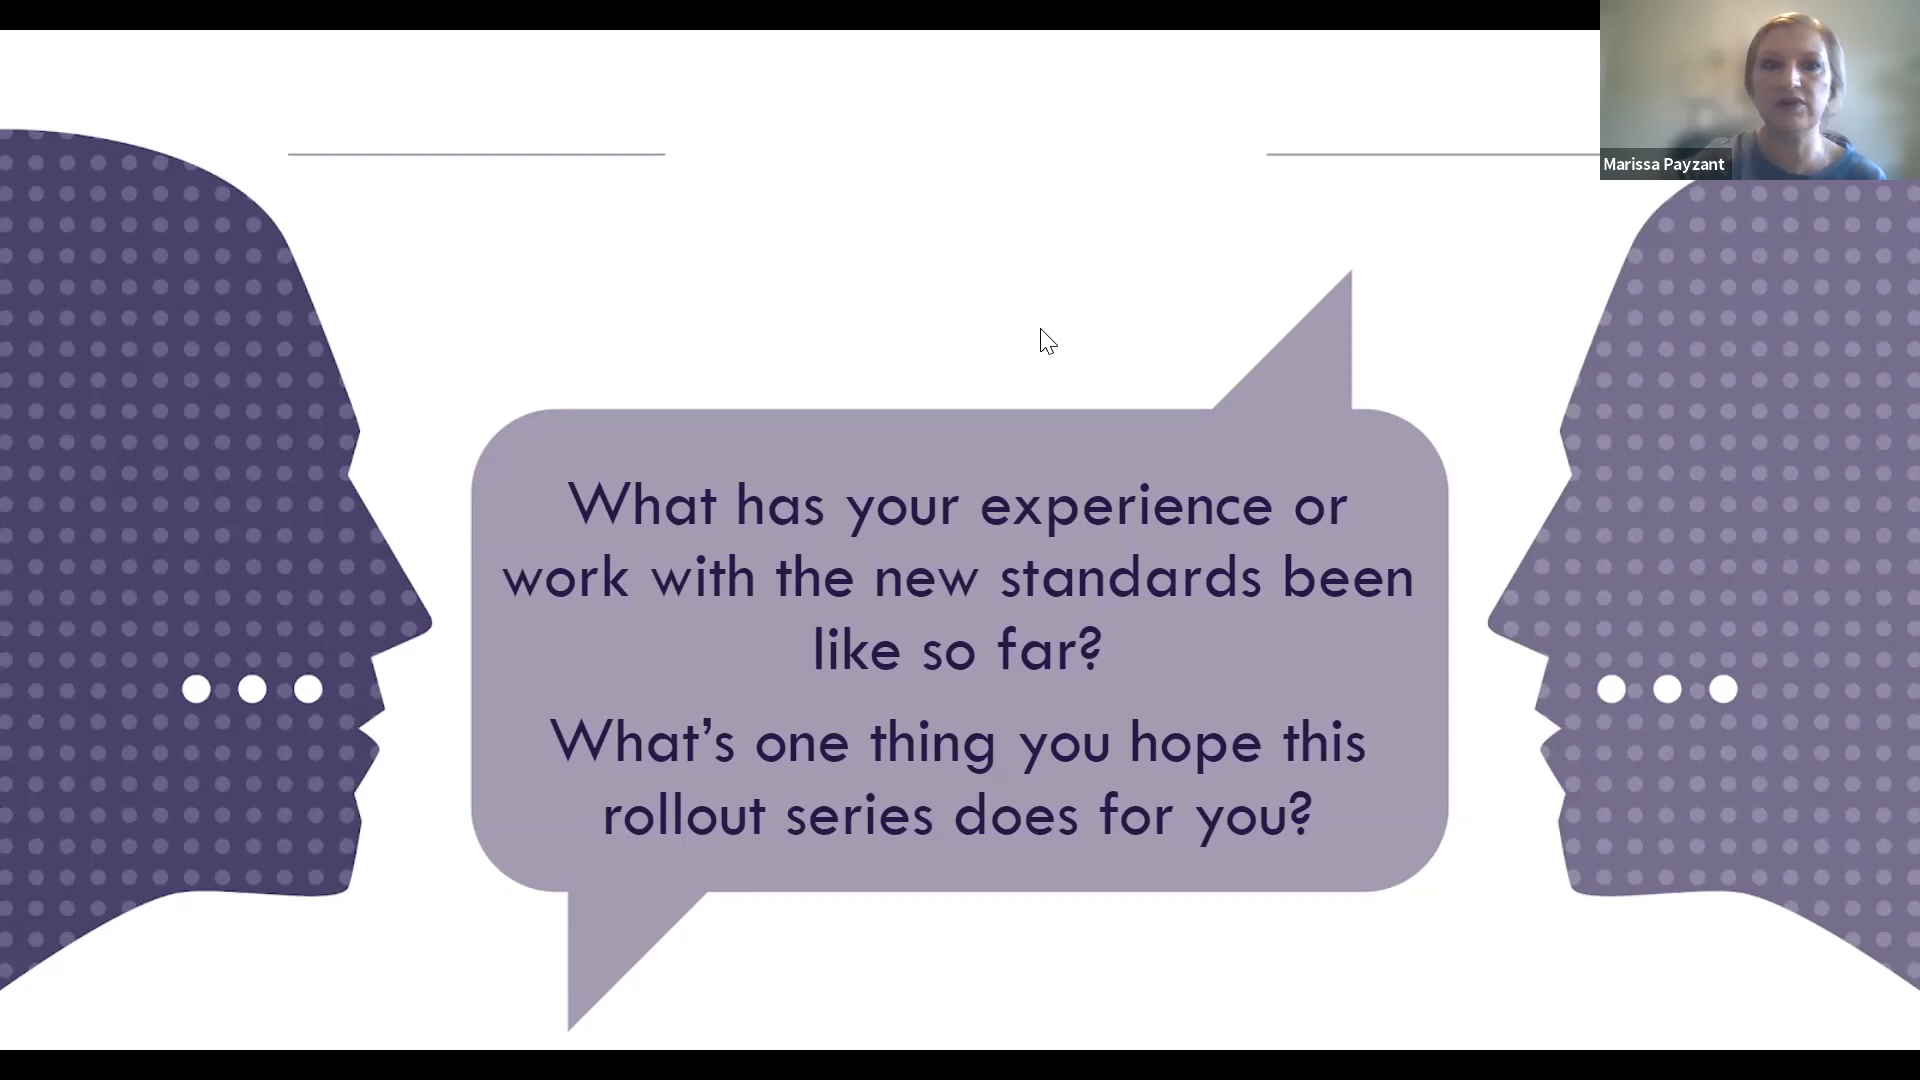 Marissa Payzant
What has your experience or
work with the new standards been
like so far?
What’s one thing you hope this
rollout series does for you?